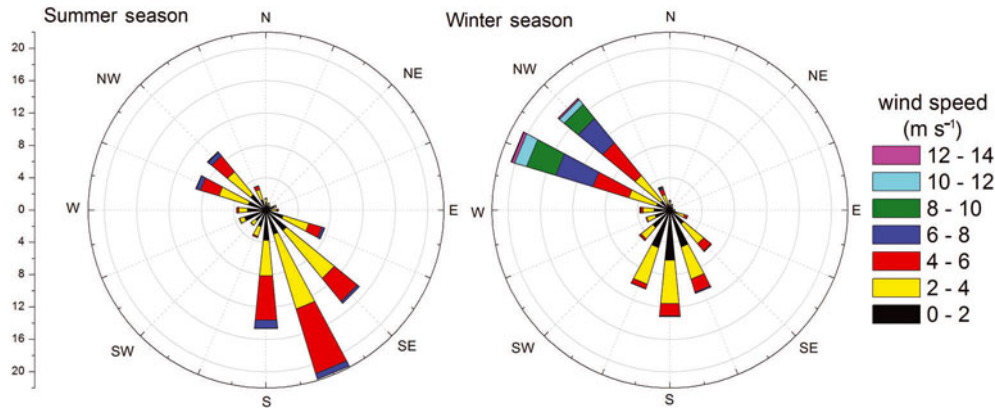 Summer season
N
NW
NE
W
E
SW
SE
S
20
16
12
8
4
0
4
8
12
16
20
Winter season
N
NW
NE
W
E
SW
SE
S
wind speed
(m s⁻¹)
12 - 14
10 - 12
8 - 10
6 - 8
4 - 6
2 - 4
0 - 2